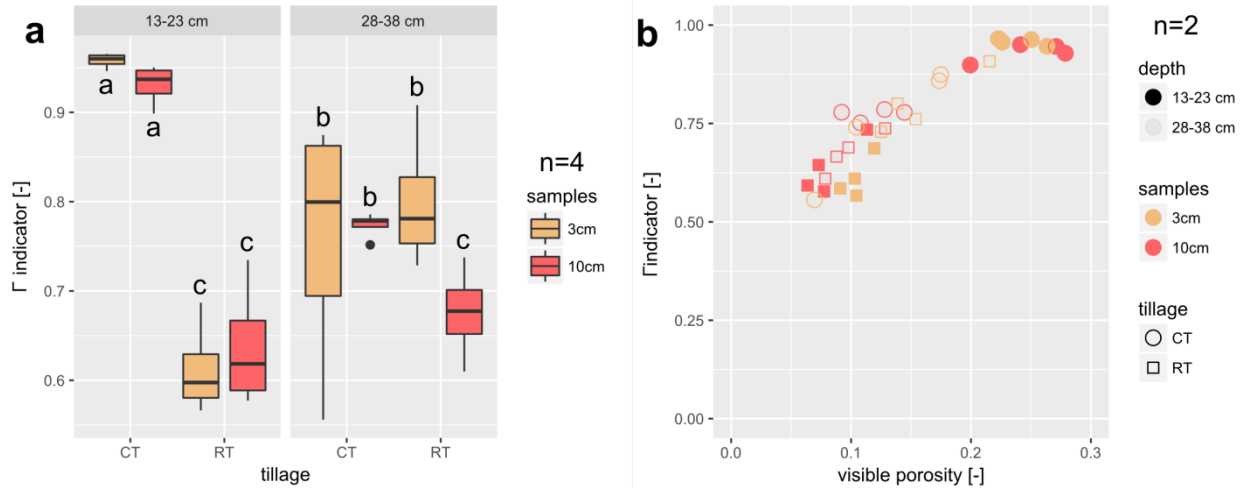 a
13-23 cm
28-38 cm
Γ indicator [-]
0.9
0.8
0.7
0.6
a
a
c
c
b
b
b
c
CT
RT
CT
RT
tillage
n=4
samples
3cm
10cm
b
Γindicator [-]
1.00
0.75
0.50
0.25
0.00
0.0
0.1
0.2
0.3
visible porosity [-]
n=2
depth
13-23 cm
28-38 cm
samples
3cm
10cm
tillage
CT
RT